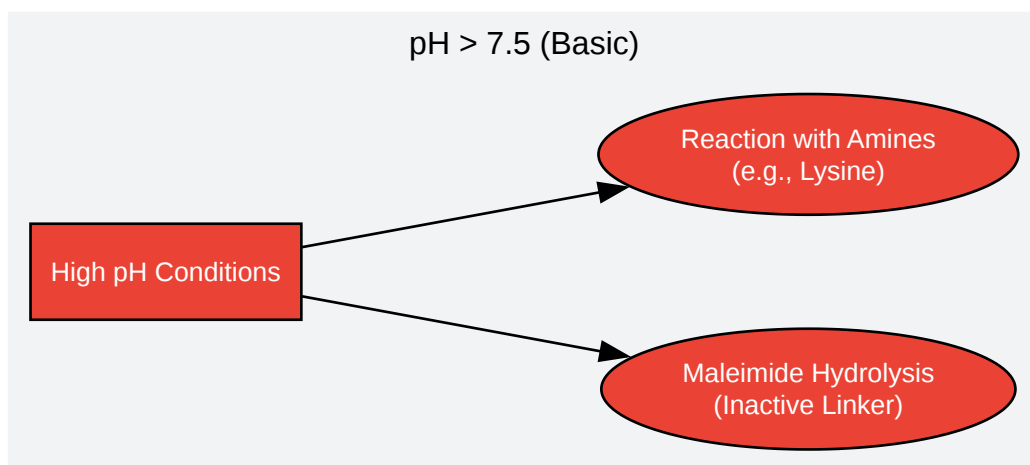 pH > 7.5 (Basic)
Reaction with Amines
(e.g., Lysine)
High pH Conditions
Maleimide Hydrolysis
(Inactive Linker)